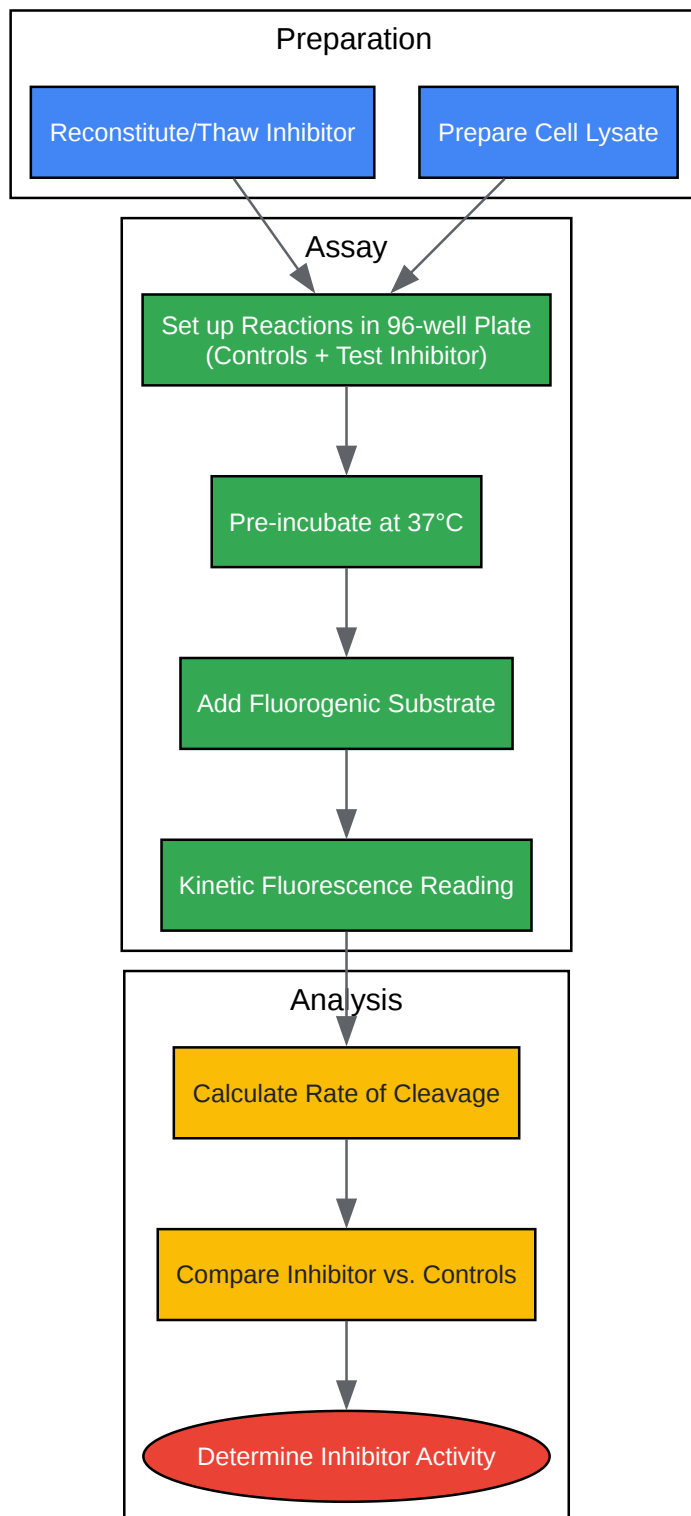 Preparation
Reconstitute/Thaw Inhibitor
Prepare Cell Lysate
Assay
Set up Reactions in 96-well Plate
(Controls + Test Inhibitor)
Pre-incubate at 37°C
Add Fluorogenic Substrate
Kinetic Fluorescence Reading
Analysis
Calculate Rate of Cleavage
Compare Inhibitor vs. Controls
Determine Inhibitor Activity